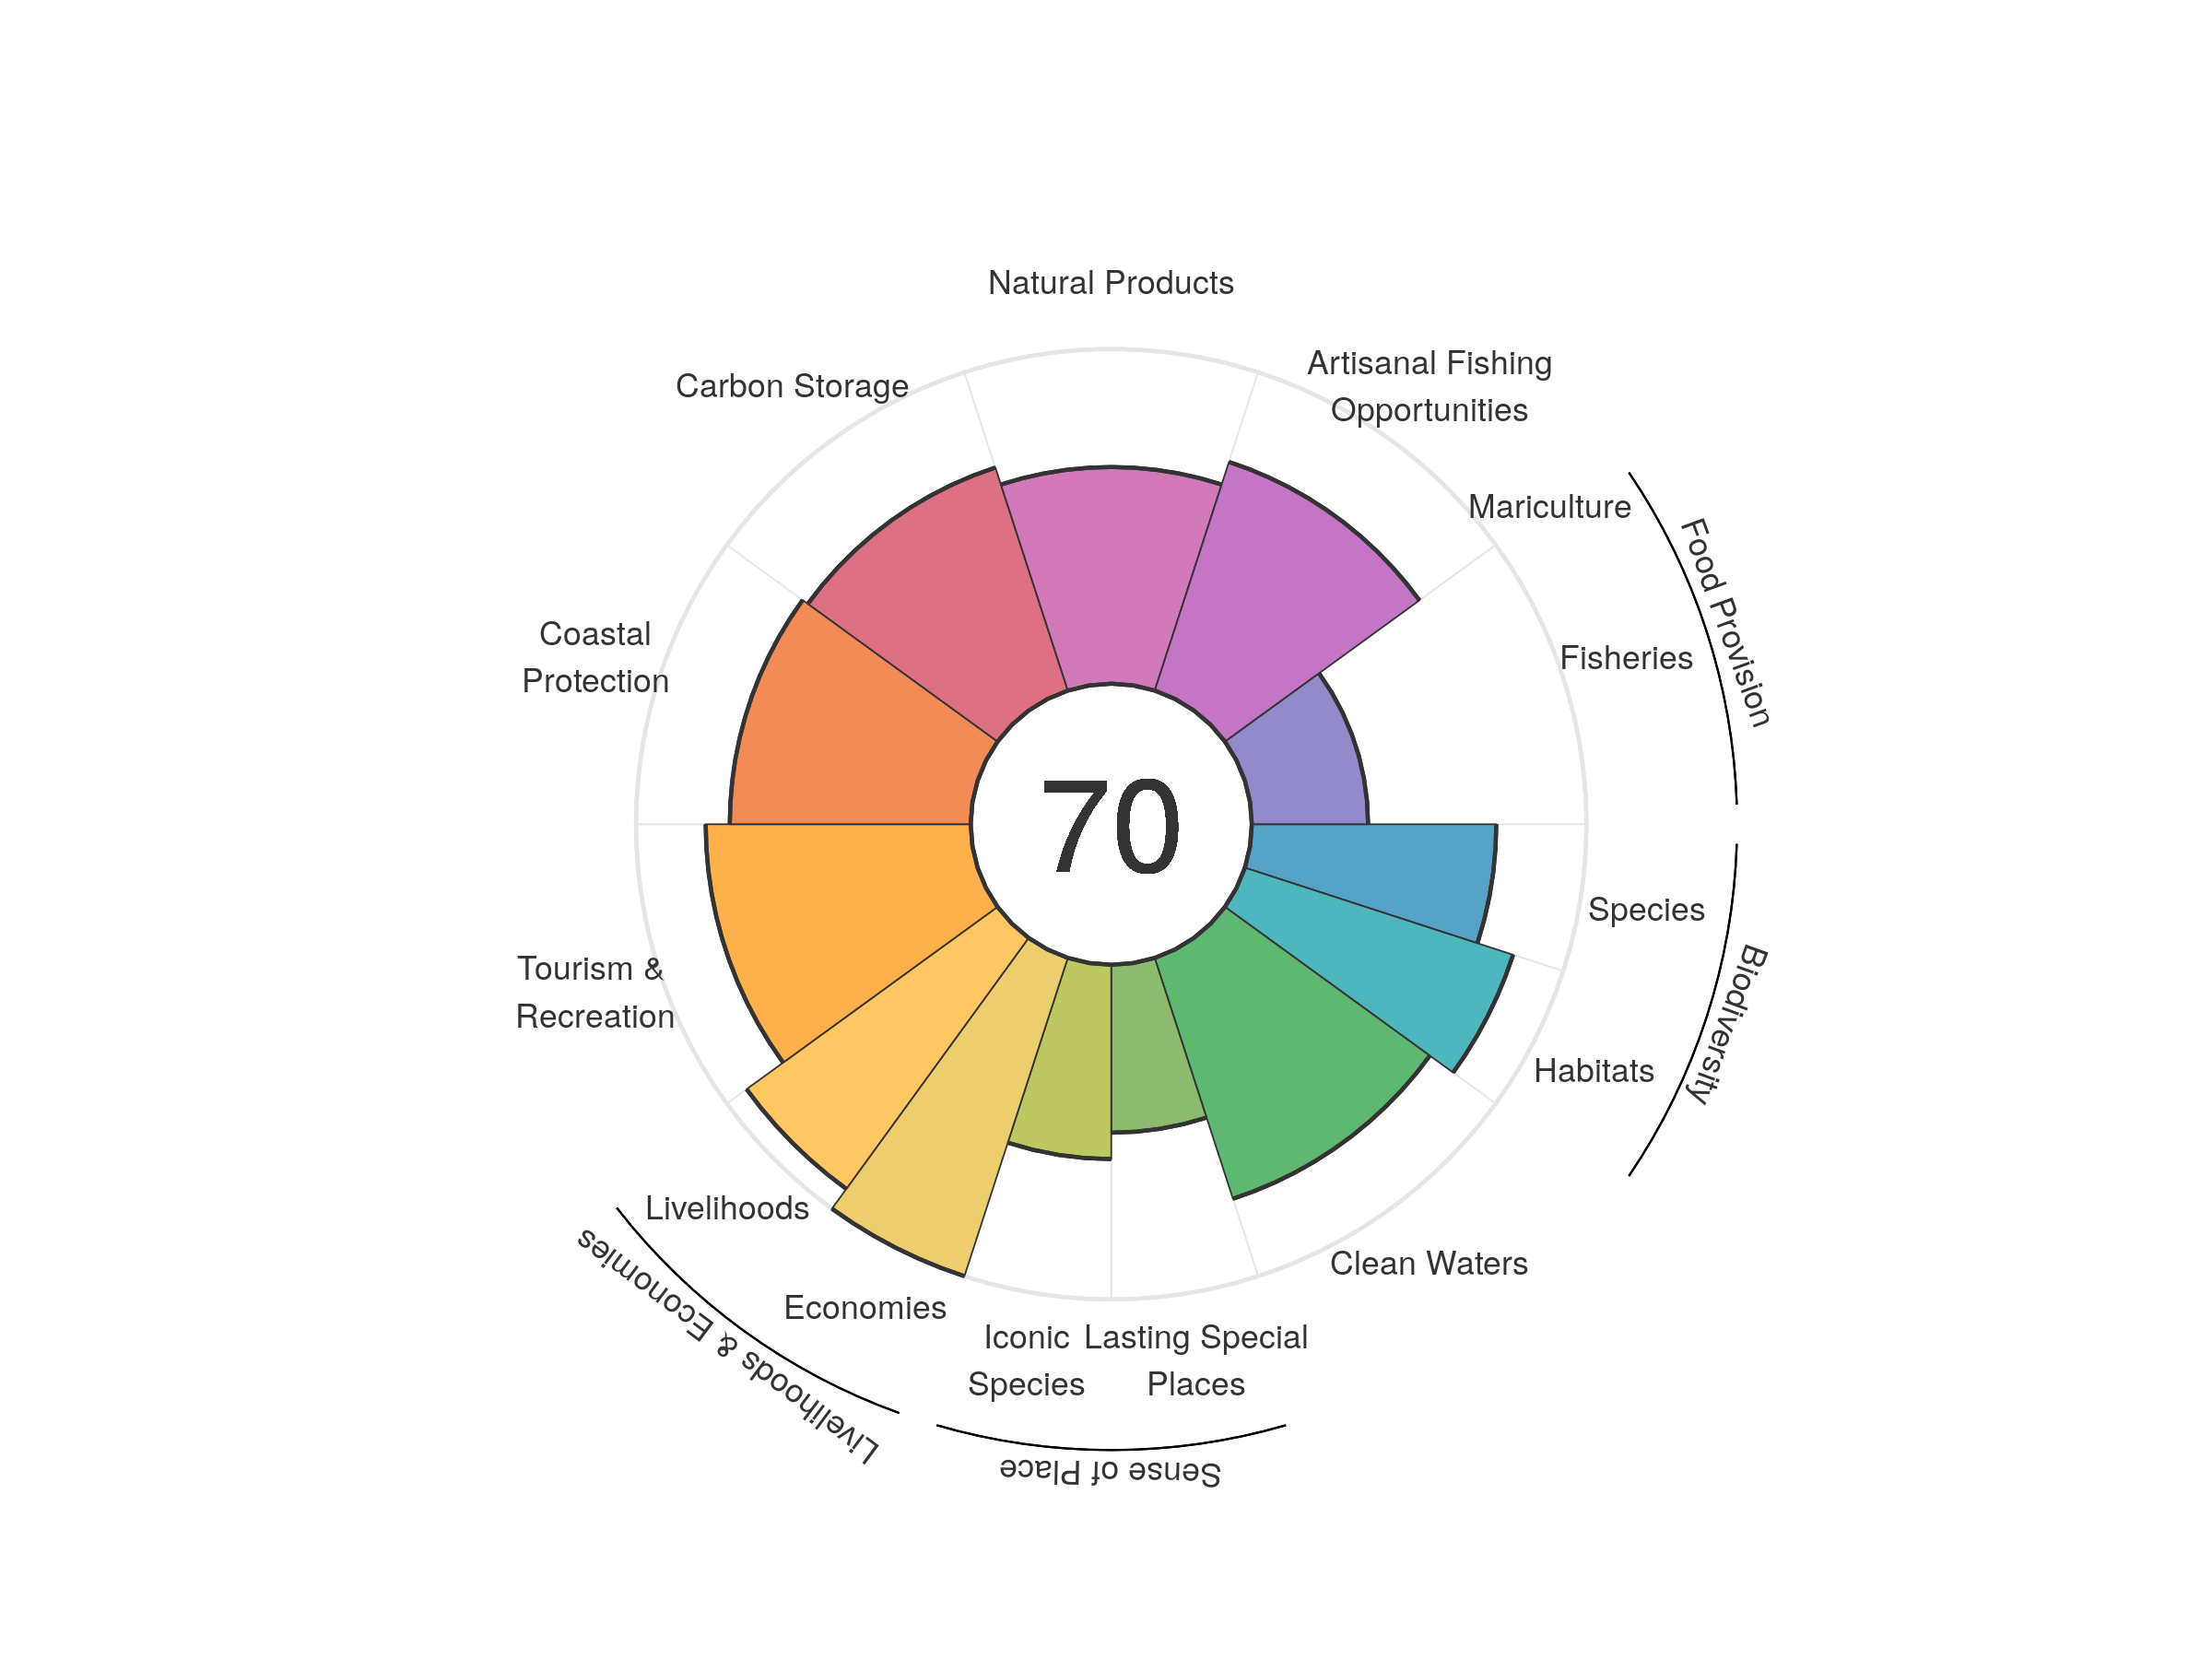 Natural Products
Artisanal Fishing
Opportunities
Carbon Storage
Mariculture
Food Provision
Fisheries
Coastal
Protection
70
Species
Biodiversity
Tourism &
Recreation
Habitats
Livelihoods
Livelihoods & Economies
Clean Waters
Economies
Iconic
Species
Lasting Special
Places
Sense of Place